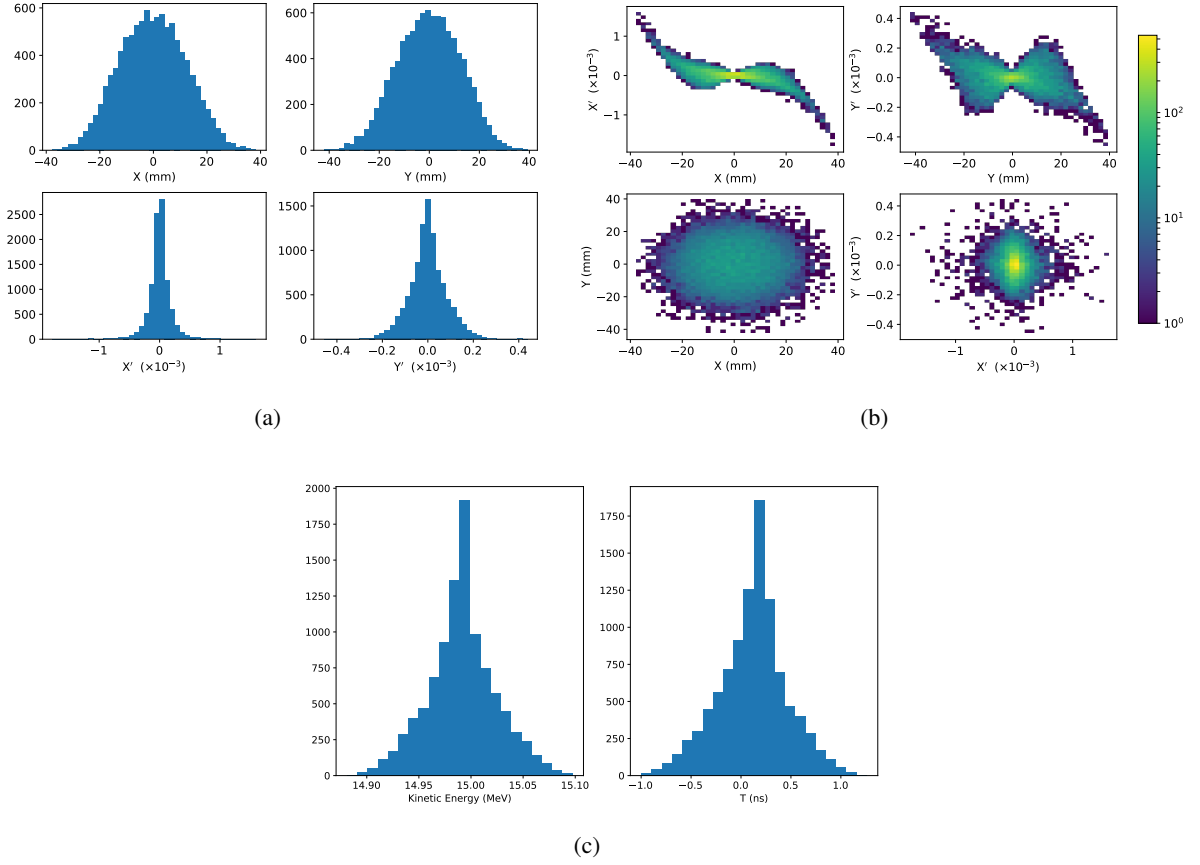 600
400
200
0
−40 −20 0 20 40
X (mm)
600
400
200
0
−40 −20 0 20 40
Y (mm)
2500
2000
1500
1000
500
0
−1 0 1
X′ (×10⁻³)
1500
1000
500
0
−0.4 −0.2 0.0 0.2 0.4
Y′ (×10⁻³)
(a)
X′ (×10⁻³)
1
0
−1
−40 −20 0 20 40
X (mm)
Y′ (×10⁻³)
0.4
0.2
0.0
−0.2
−0.4
−40 −20 0 20 40
Y (mm)
Y (mm)
40
20
0
−20
−40
−40 −20 0 20 40
X (mm)
Y′ (×10⁻³)
0.4
0.2
0.0
−0.2
−0.4
−1 0 1
X′ (×10⁻³)
10²
10¹
10⁰
(b)
2000
1750
1500
1250
1000
750
500
250
0
14.90 14.95 15.00 15.05 15.10
Kinetic Energy (MeV)
1750
1500
1250
1000
750
500
250
0
−1.0 −0.5 0.0 0.5 1.0
T (ns)
(c)